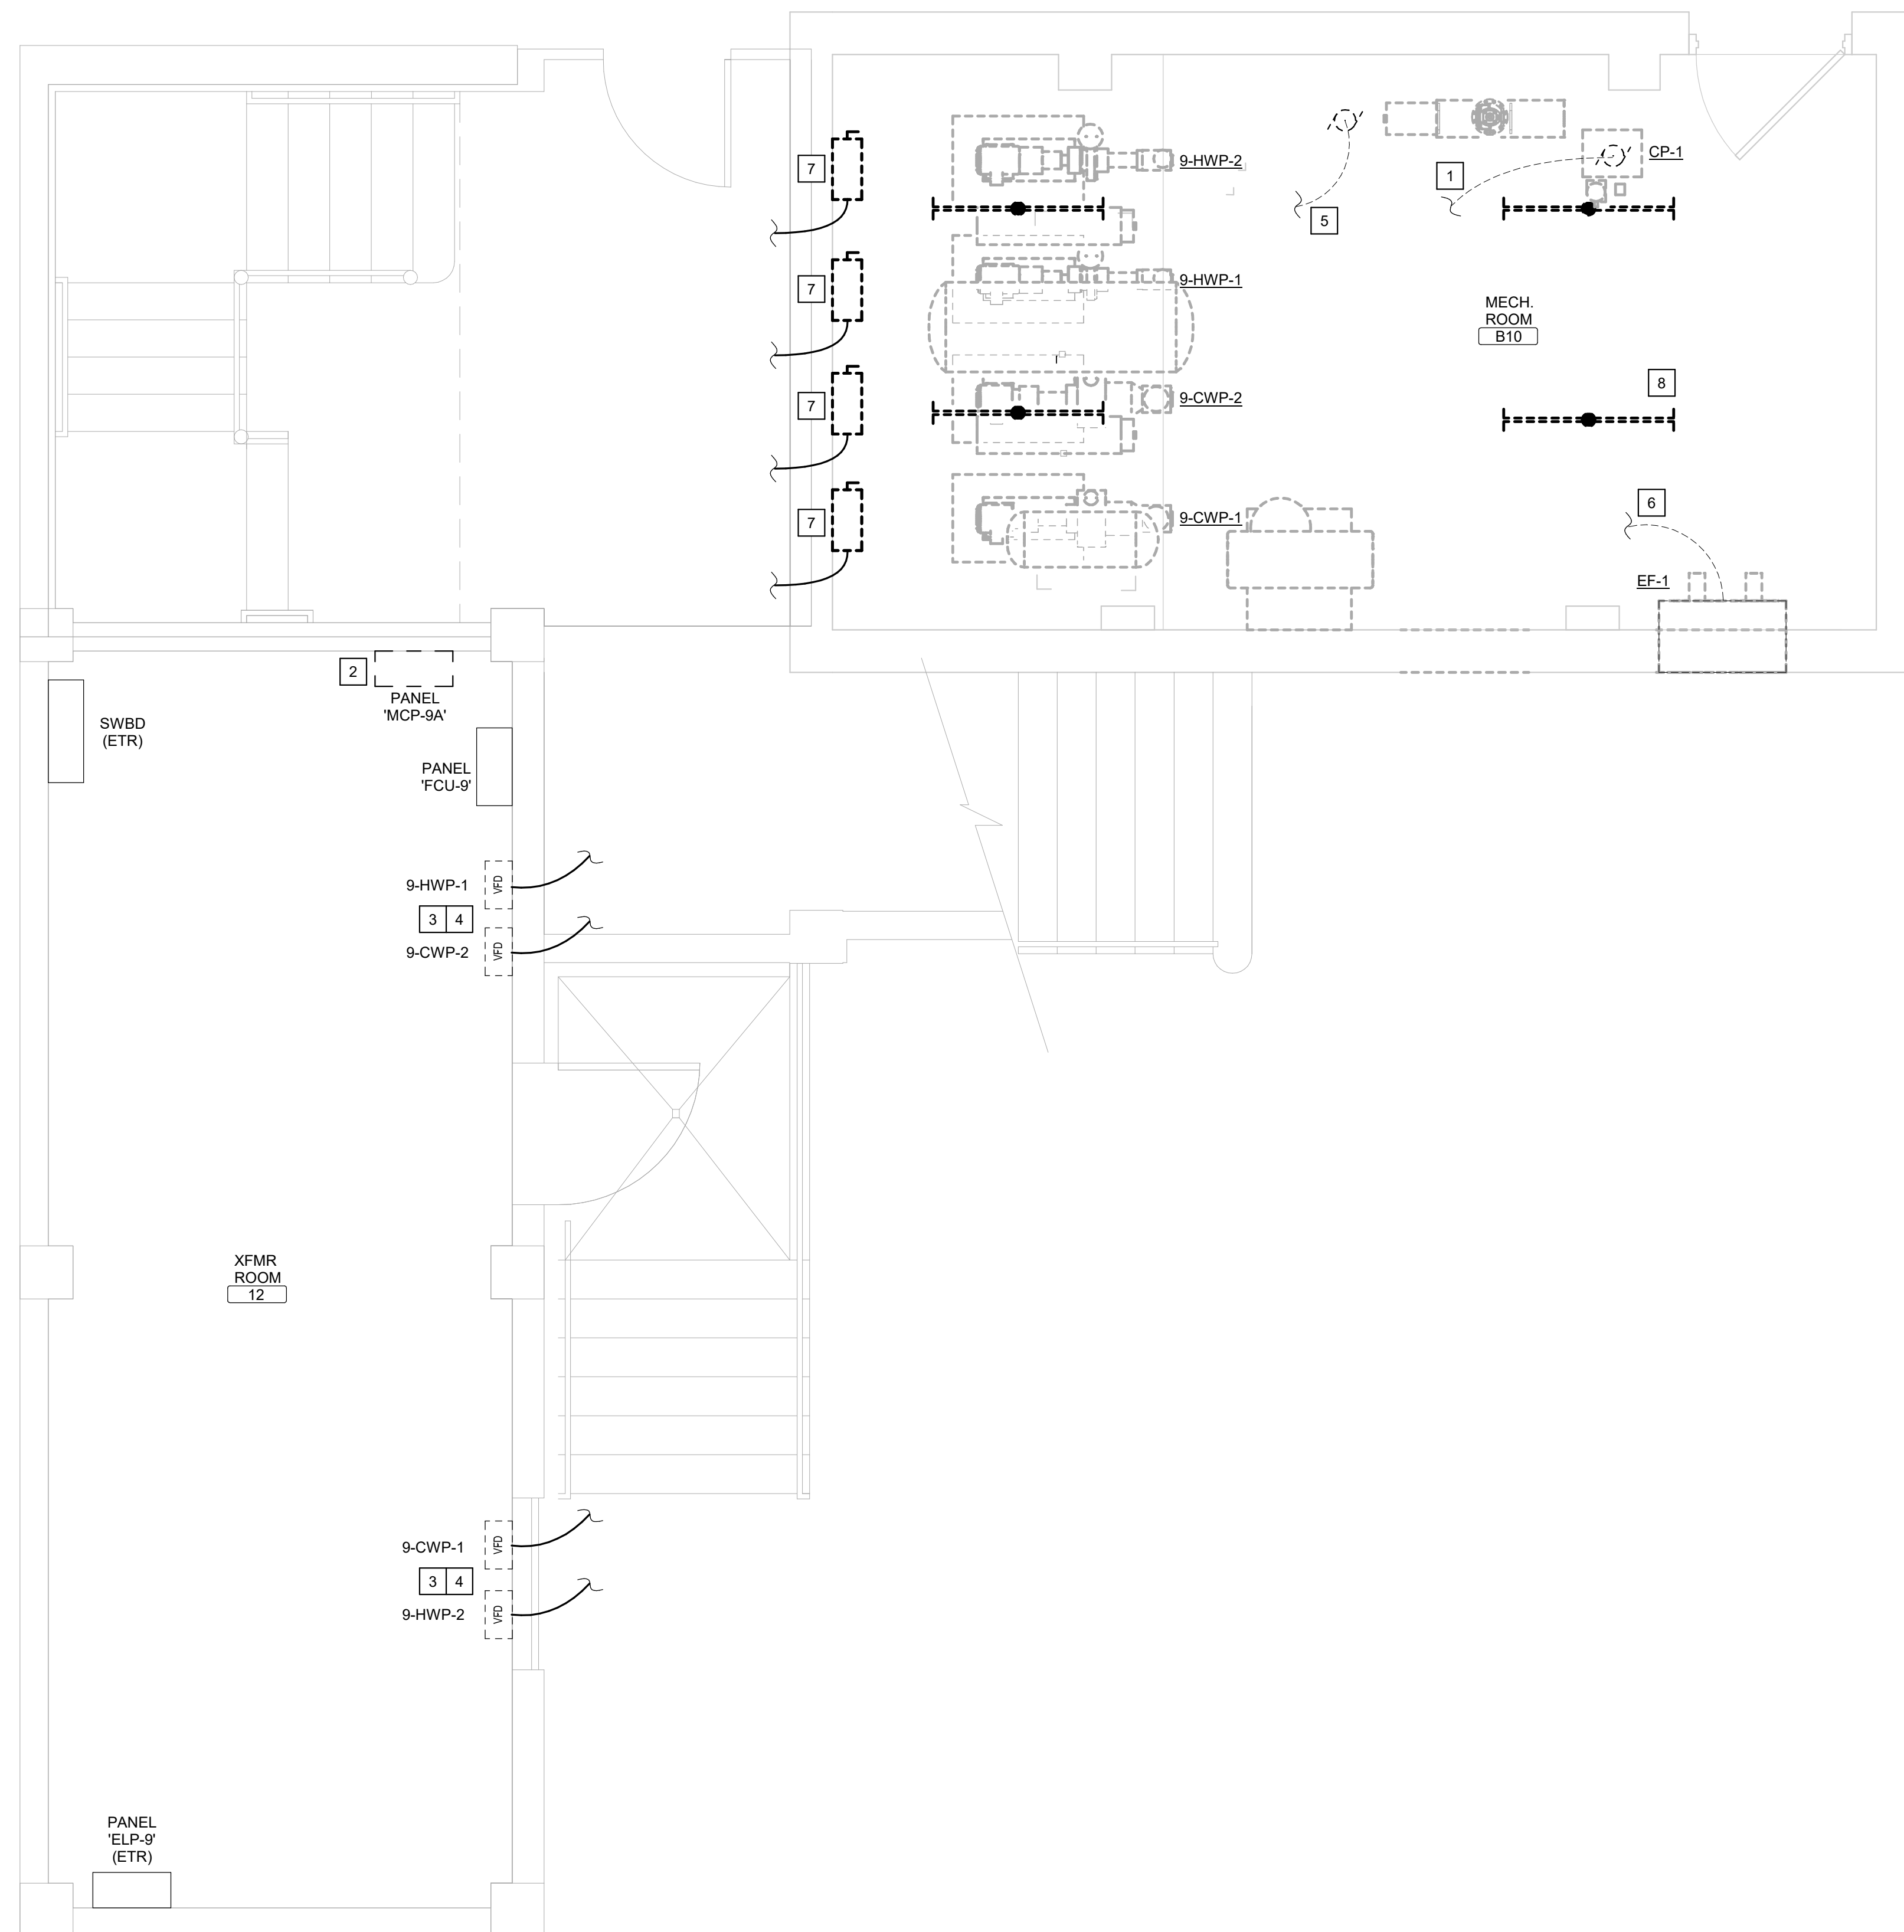 7
9-HWP-2
5
1
CP-1
7
9-HWP-1
MECH.
ROOM
B10
7
9-CWP-2
8
7
9-CWP-1
6
EF-1
2
PANEL
'MCP-9A'
SWBD
(ETR)
PANEL
'FCU-9'
9-HWP-1
VFD
3 4
9-CWP-2
VFD
XFMR
ROOM
12
9-CWP-1
VFD
3 4
9-HWP-2
VFD
PANEL
'ELP-9'
(ETR)